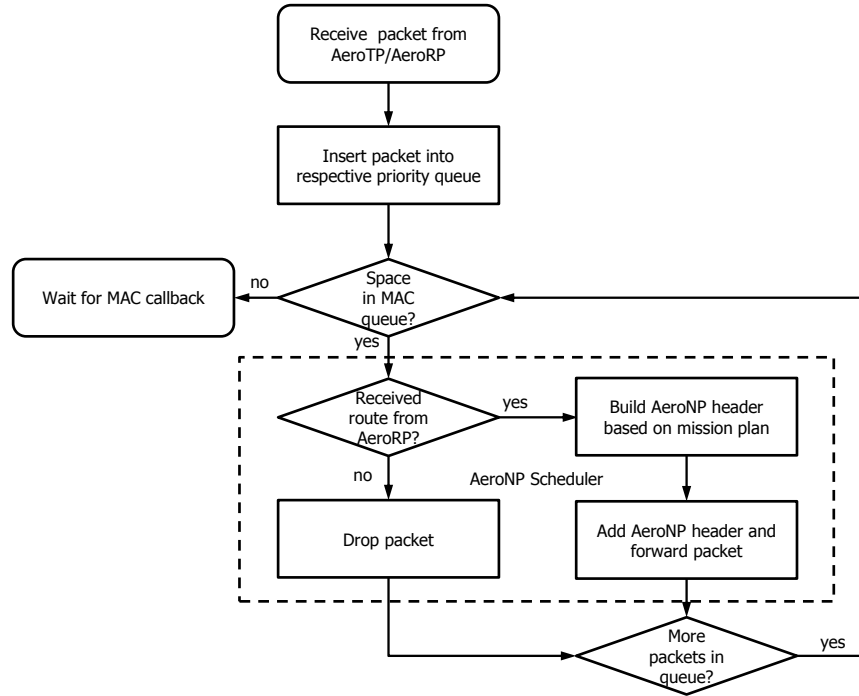 Receive packet from
AeroTP/AeroRP
Insert packet into
respective priority queue
Space
in MAC
queue?
no
Wait for MAC callback
yes
Received
route from
AeroRP?
yes
Build AeroNP header
based on mission plan
no
AeroNP Scheduler
Drop packet
Add AeroNP header and
forward packet
More
packets in
queue?
yes